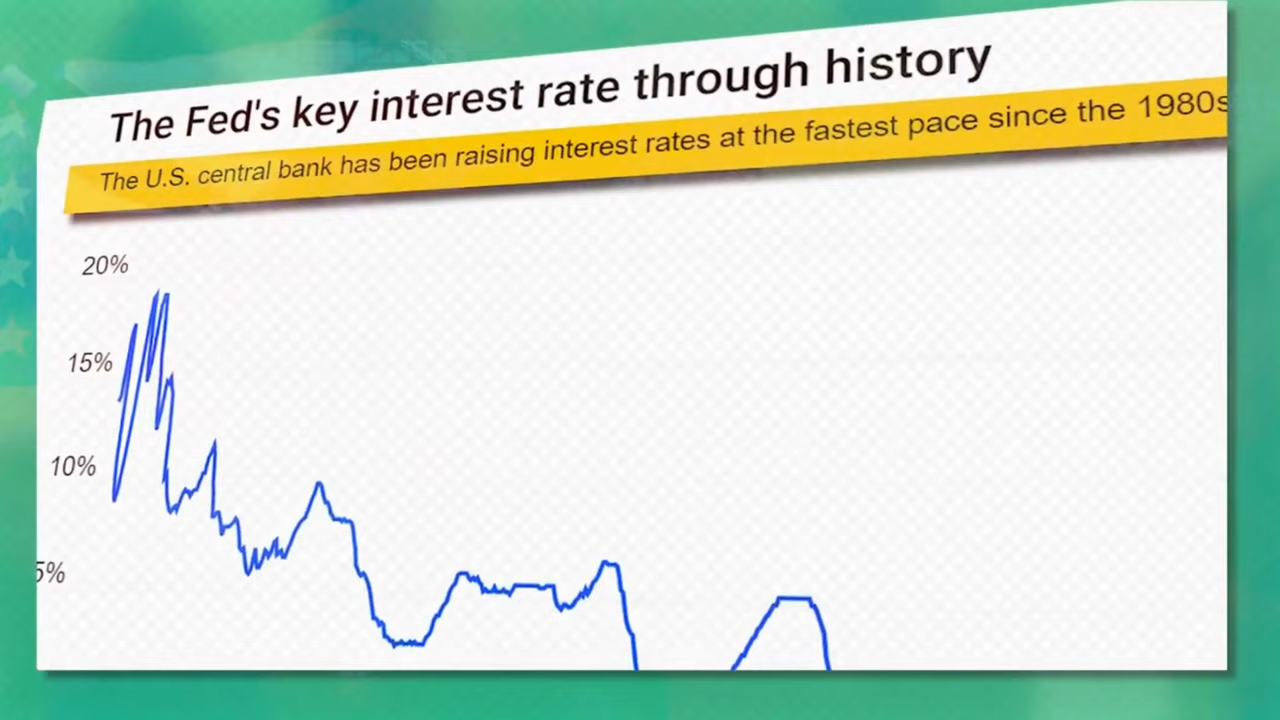 The Fed's key interest rate through history
The U.S. central bank has been raising interest rates at the fastest pace since the 1980s
20%
15%
10%
5%